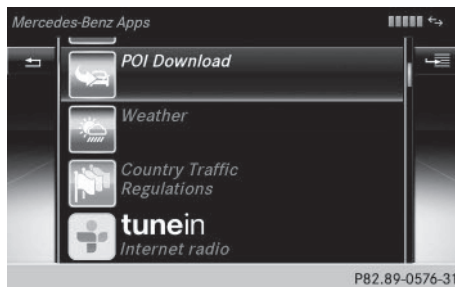 Mercedes-Benz Apps
POI Download
Weather
Country Traffic
Regulations
tunein
Internet radio
P82.89-0576-31